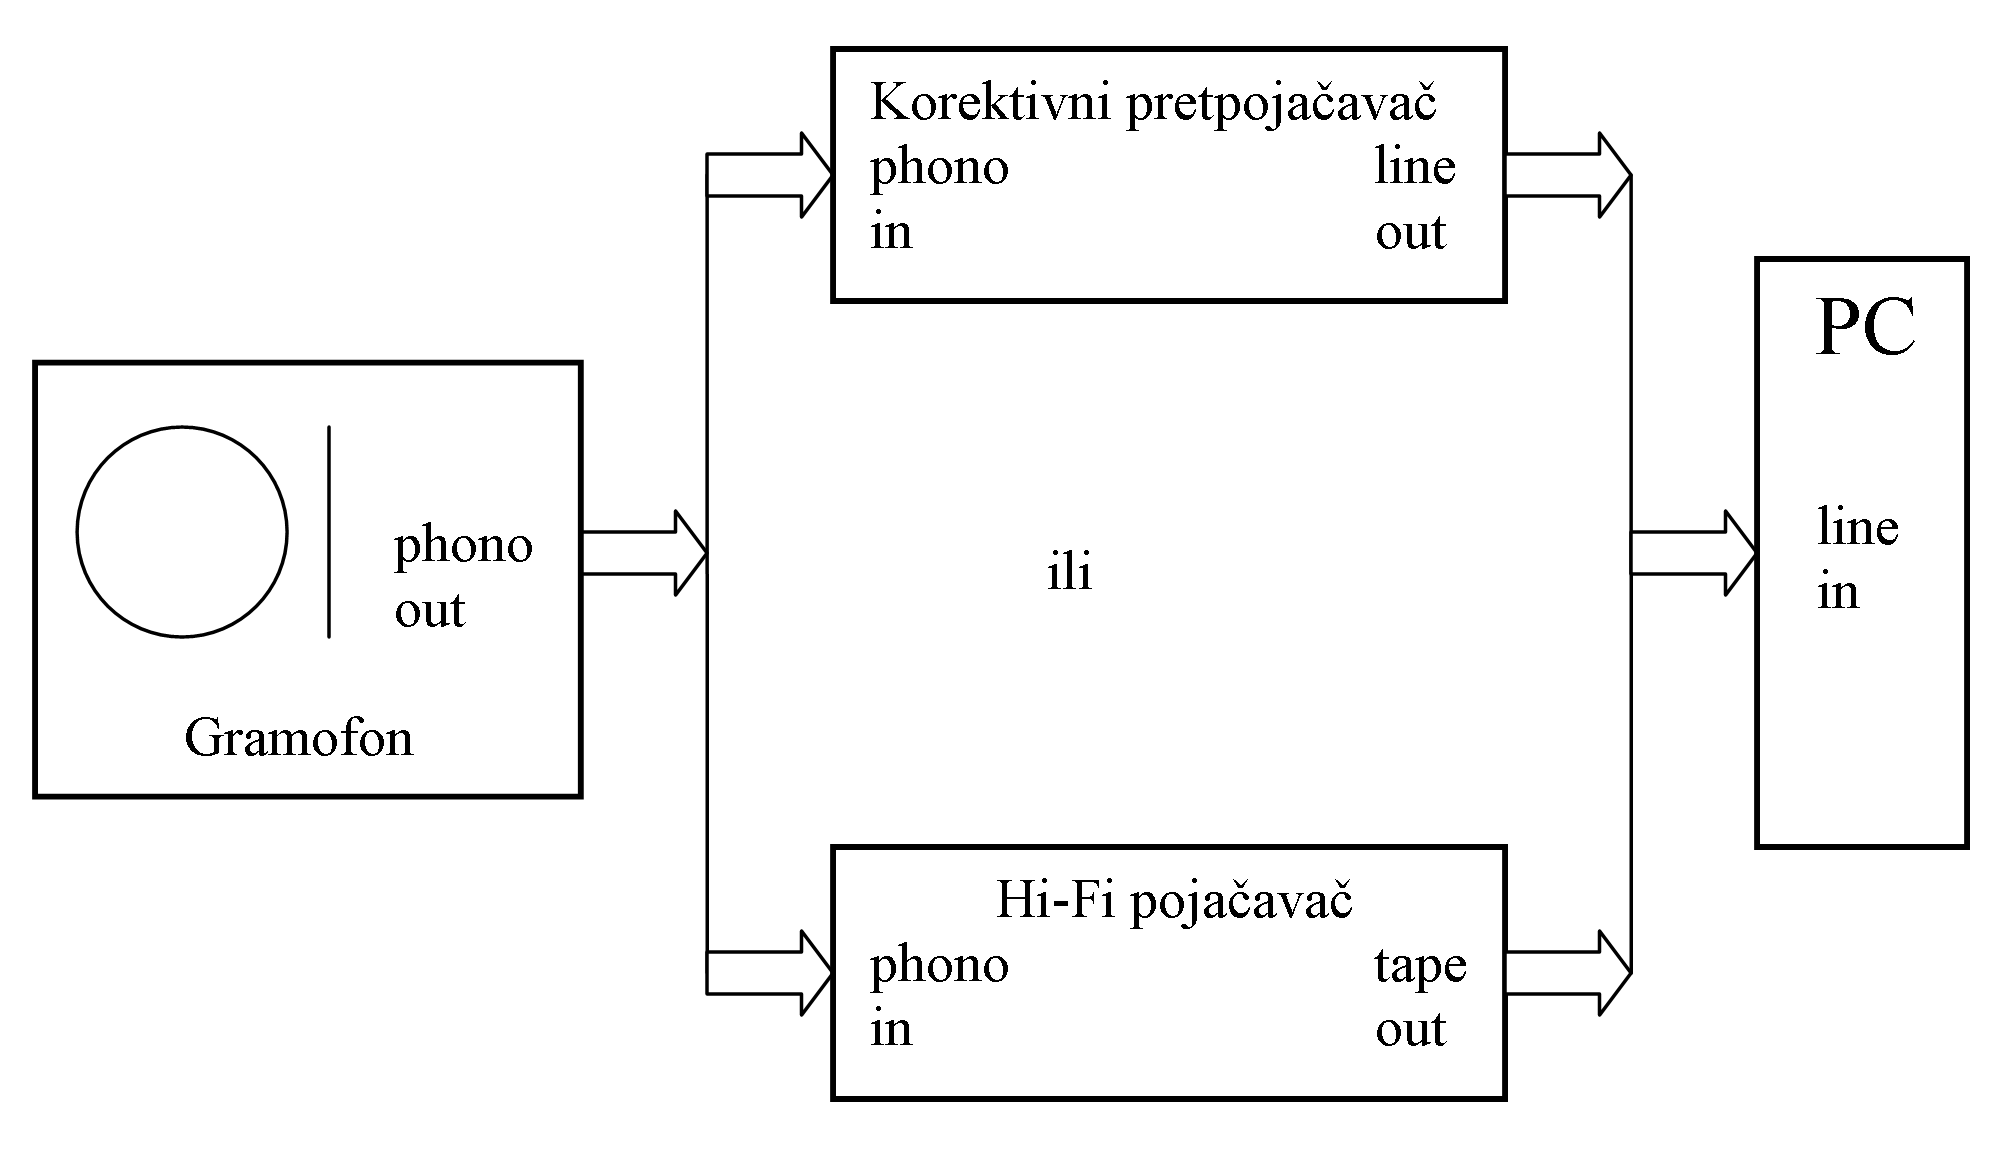 phono
out
Gramofon
Korektivni pretpojačavač
phono line
in out
ili
Hi-Fi pojačavač
phono tape
in out
PC
line
in